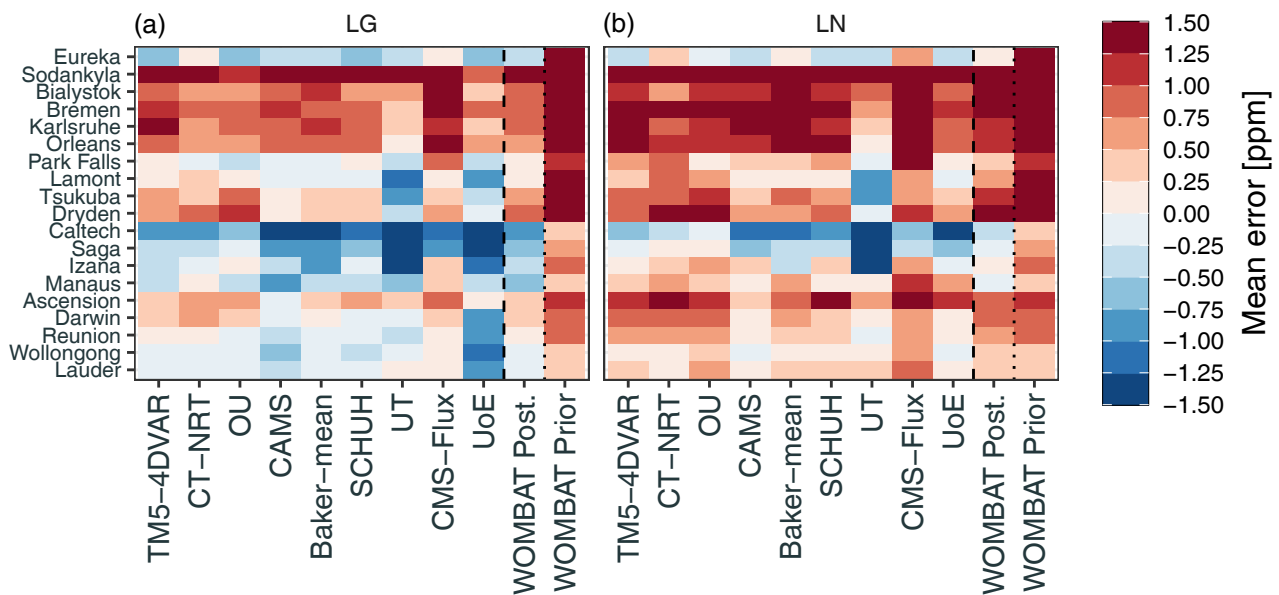 (a) LG
(b) LN
Eureka
Sodankyla
Bialystok
Bremen
Karlsruhe
Orleans
Park Falls
Lamont
Tsukuba
Dryden
Caltech
Saga
Izana
Manaus
Ascension
Darwin
Reunion
Wollongong
Lauder
TM5−4DVAR
CT−NRT
OU
CAMS
Baker−mean
SCHUH
UT
CMS−Flux
UoE
WOMBAT Post.
WOMBAT Prior
TM5−4DVAR
CT−NRT
OU
CAMS
Baker−mean
SCHUH
UT
CMS−Flux
UoE
WOMBAT Post.
WOMBAT Prior
1.50
1.25
1.00
0.75
0.50
0.25
0.00
−0.25
−0.50
−0.75
−1.00
−1.25
−1.50
Mean error [ppm]